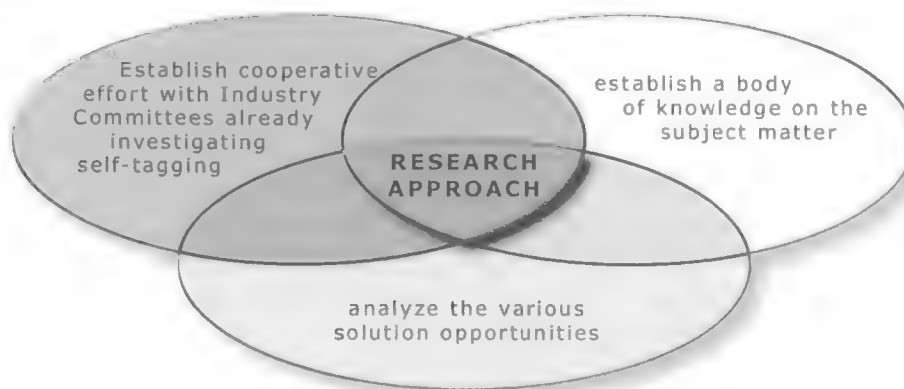 Establish cooperative
effort with Industry
Committees already
investigating
self-tagging
establish a body
of knowledge on the
subject matter
RESEARCH
APPROACH
analyze the various
solution opportunities